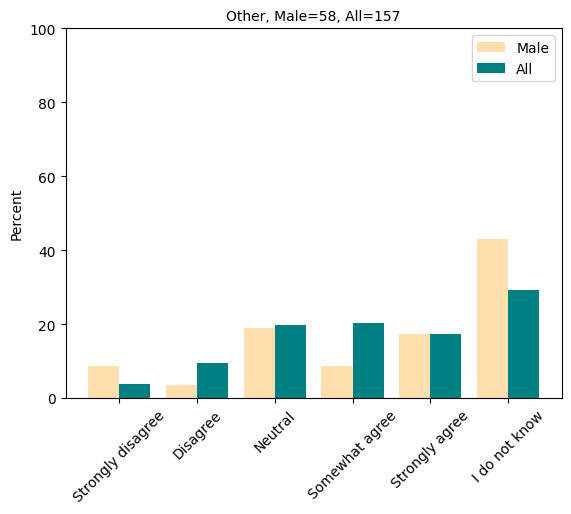 Other, Male=58, All=157
Male
All
Percent
100
80
60
40
20
0
Strongly disagree
Disagree
Neutral
Somewhat agree
Strongly agree
I do not know